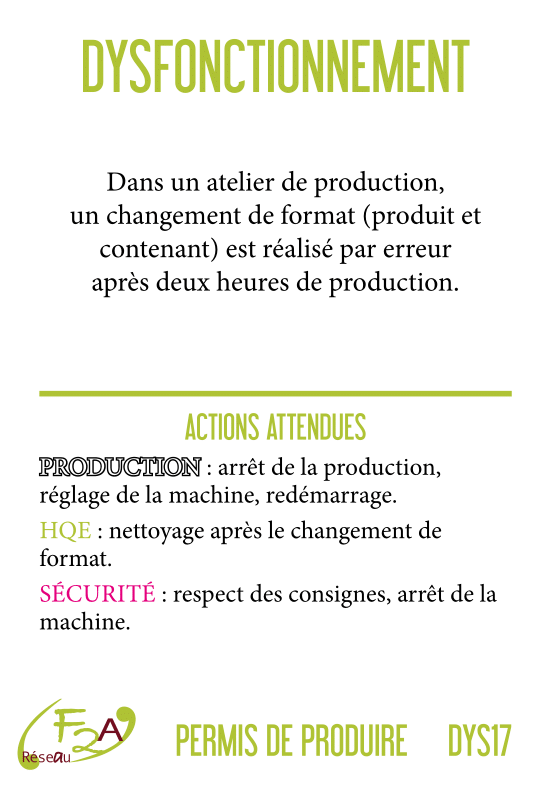 DYSFONCTIONNEMENT
Dans un atelier de production,
un changement de format (produit et
contenant) est réalisé par erreur
après deux heures de production.
ACTIONS ATTENDUES
PRODUCTION : arrêt de la production,
réglage de la machine, redémarrage.
HQE : nettoyage après le changement de
format.
SÉCURITÉ : respect des consignes, arrêt de la
machine.
F2A
Réseau
PERMIS DE PRODUIRE DYS17